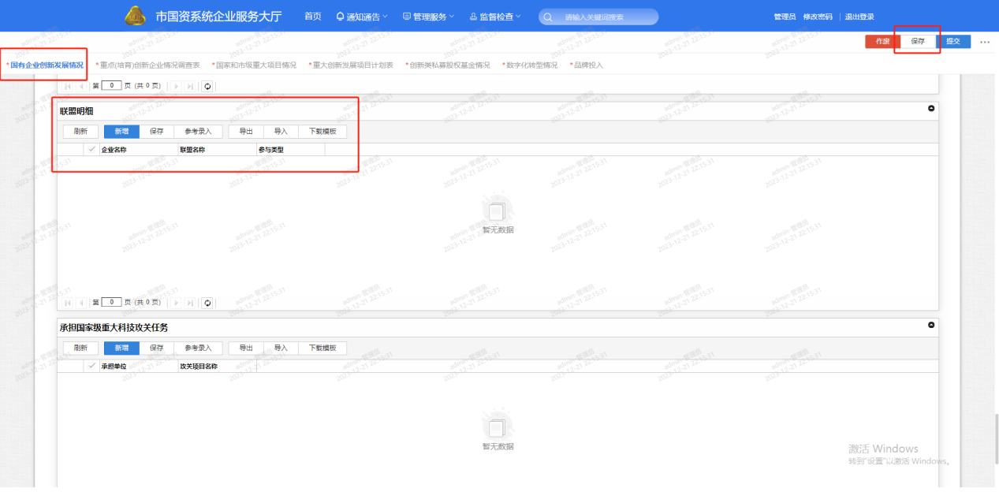 市国资系统企业服务大厅 首页 通知通告 管理服务 监督检查 请输入关键词搜索 管理员 修改密码 | 退出登录
作废 保存 提交 ...
*国有企业创新发展情况 *重点(培育)创新企业情况调查表 *国家和市级重大项目情况 *重大创新发展项目计划表 *创新类私募股权基金情况 *数字化转型情况 *品牌投入
第 0 页 (共 0 页)
联盟明细
刷新 新增 保存 参考录入 导出 导入 下载模板
企业名称 联盟名称 参与类型
暂无数据
第 0 页 (共 0 页)
承担国家级重大科技攻关任务
刷新 新增 保存 参考录入 导出 导入 下载模板
承担单位 攻关项目名称
暂无数据
激活 Windows
转到"设置"以激活 Windows。
admin-管理员
2023-12-21 22:15:31